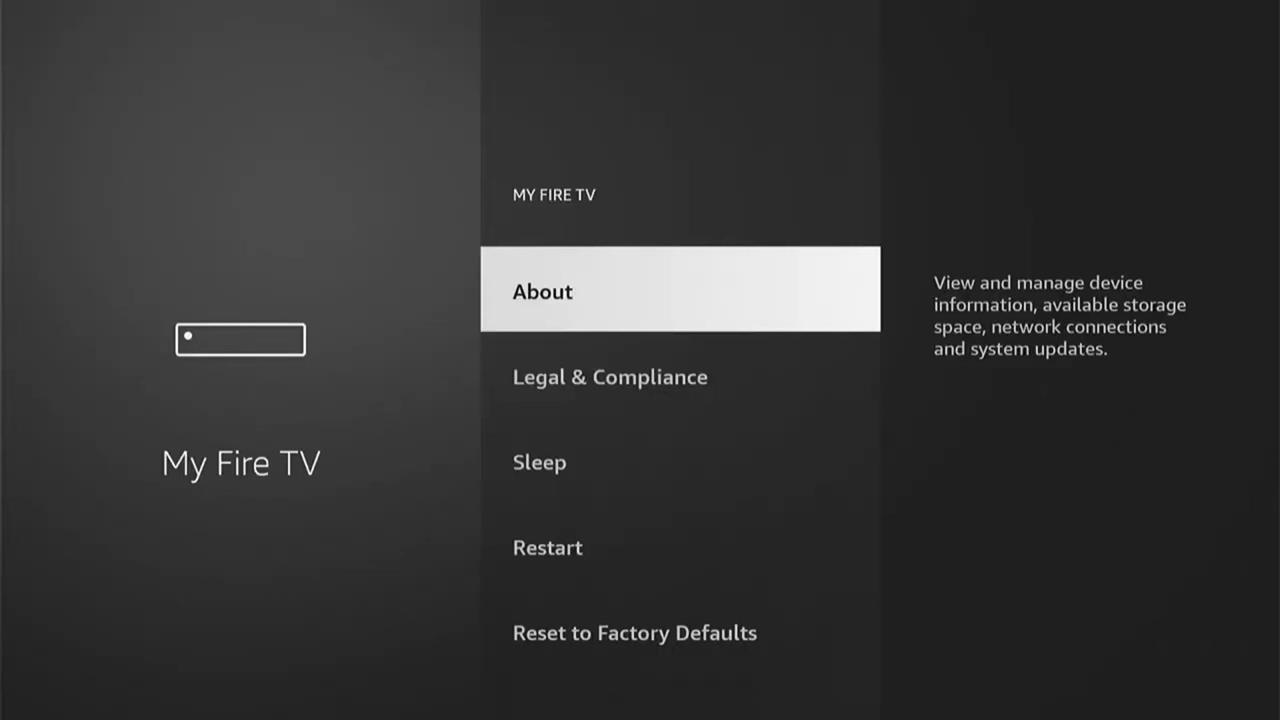 MY FIRE TV
About
View and manage device
information, available storage
space, network connections
and system updates.
Legal & Compliance
My Fire TV
Sleep
Restart
Reset to Factory Defaults